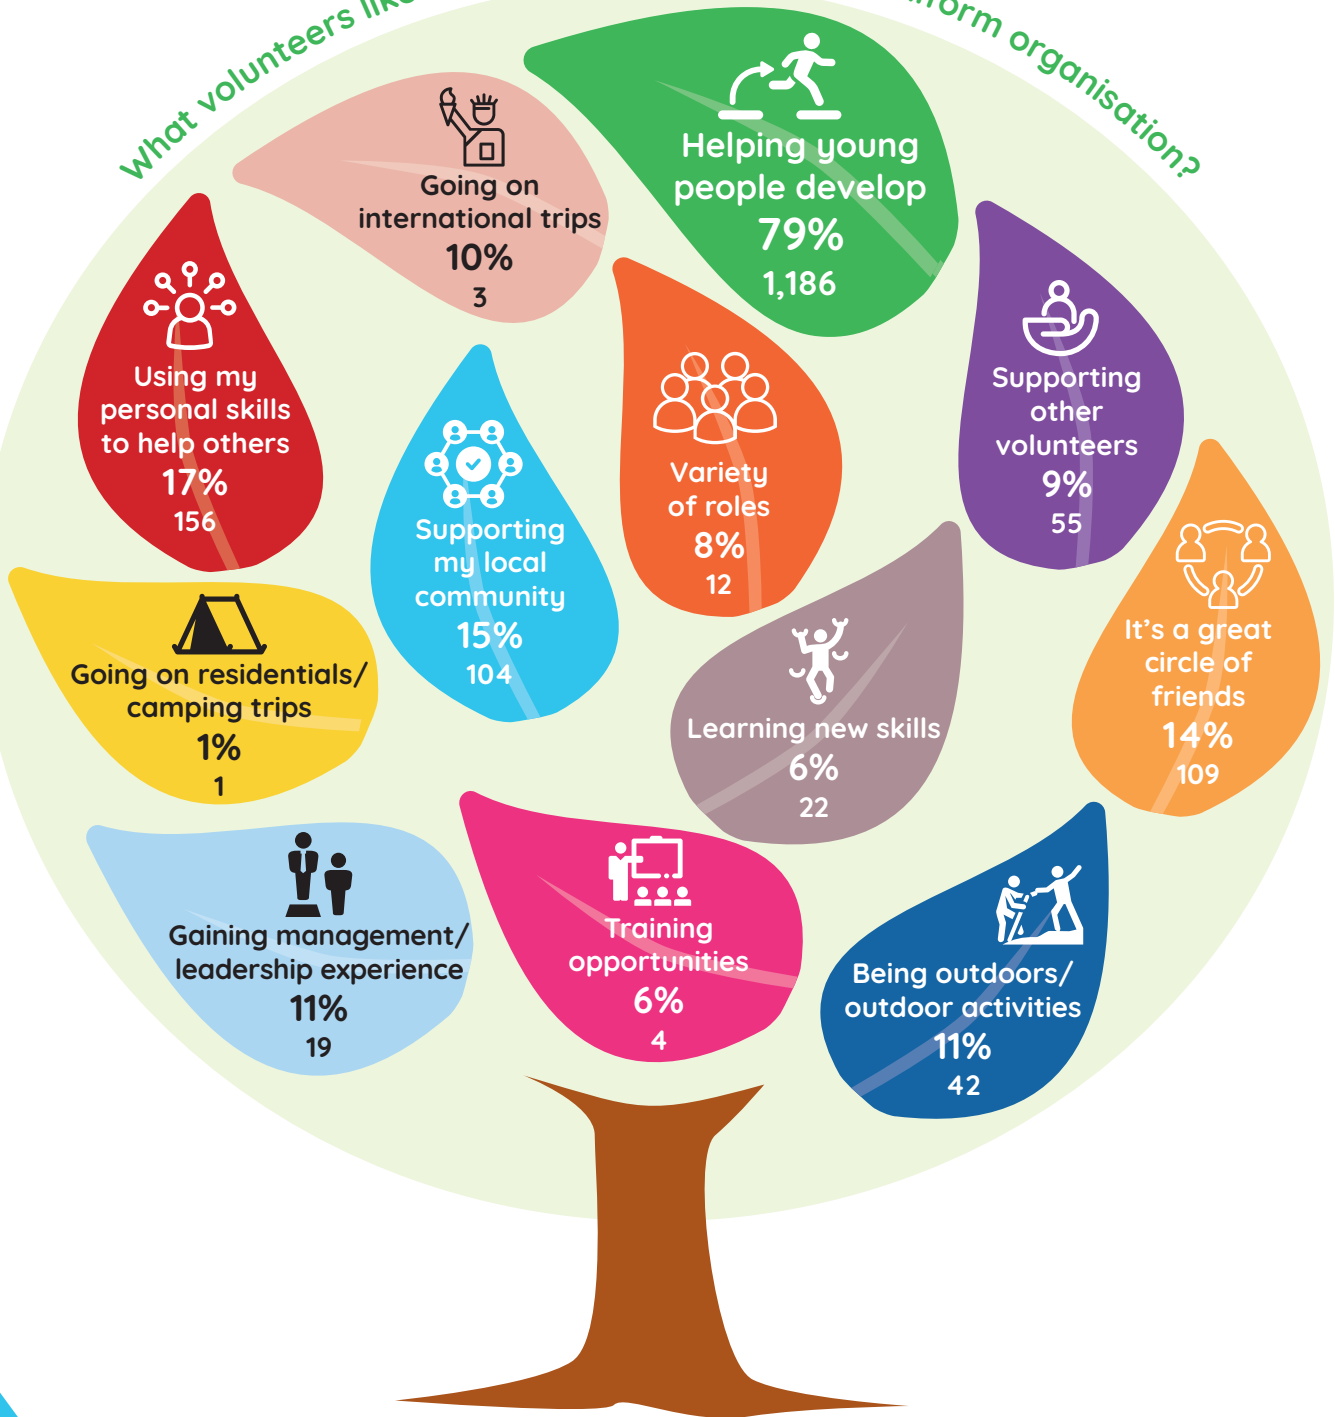 What volunteers
organisation?
Helping young
people develop
79%
1,186
Going on
international trips
10%
3
Using my
personal skills
to help others
17%
156
Supporting
my local
community
15%
104
Variety
of roles
8%
12
Supporting
other
volunteers
9%
55
It's a great
circle of
friends
14%
109
Going on residentials/
camping trips
1%
1
Learning new skills
6%
22
Gaining management/
leadership experience
11%
19
Training
opportunities
6%
4
Being outdoors/
outdoor activities
11%
42